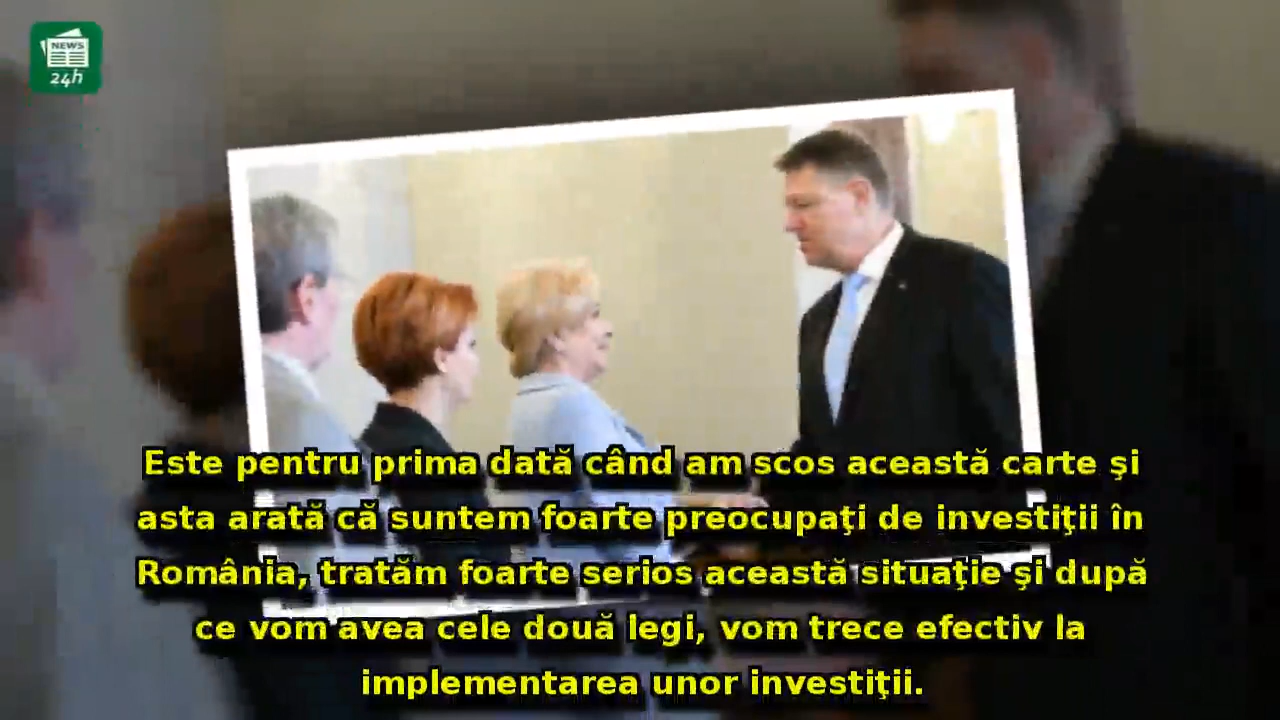 NEWS
24h
Este pentru prima dată când am scos această carte şi
asta arată că suntem foarte preocupaţi de investiţii în
România, tratăm foarte serios această situaţie şi după
ce vom avea cele două legi, vom trece efectiv la
implementarea unor investiţii.